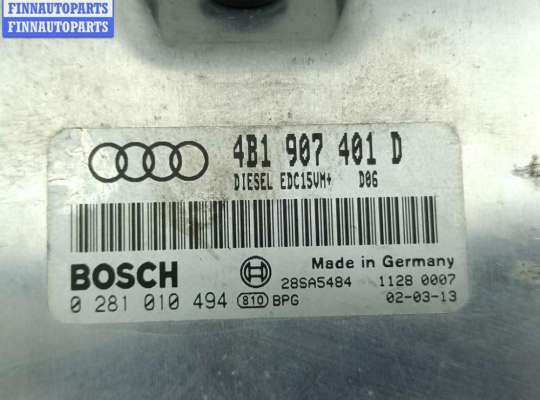 FINNAUTOPARTS
FINNAUTOPARTS
4B1 907 401 D
DIESEL EDC15VM+ D06
BOSCH
Made in Germany
28SA5484 1128 0007
0 281 010 494 810 BPG 02-03-13